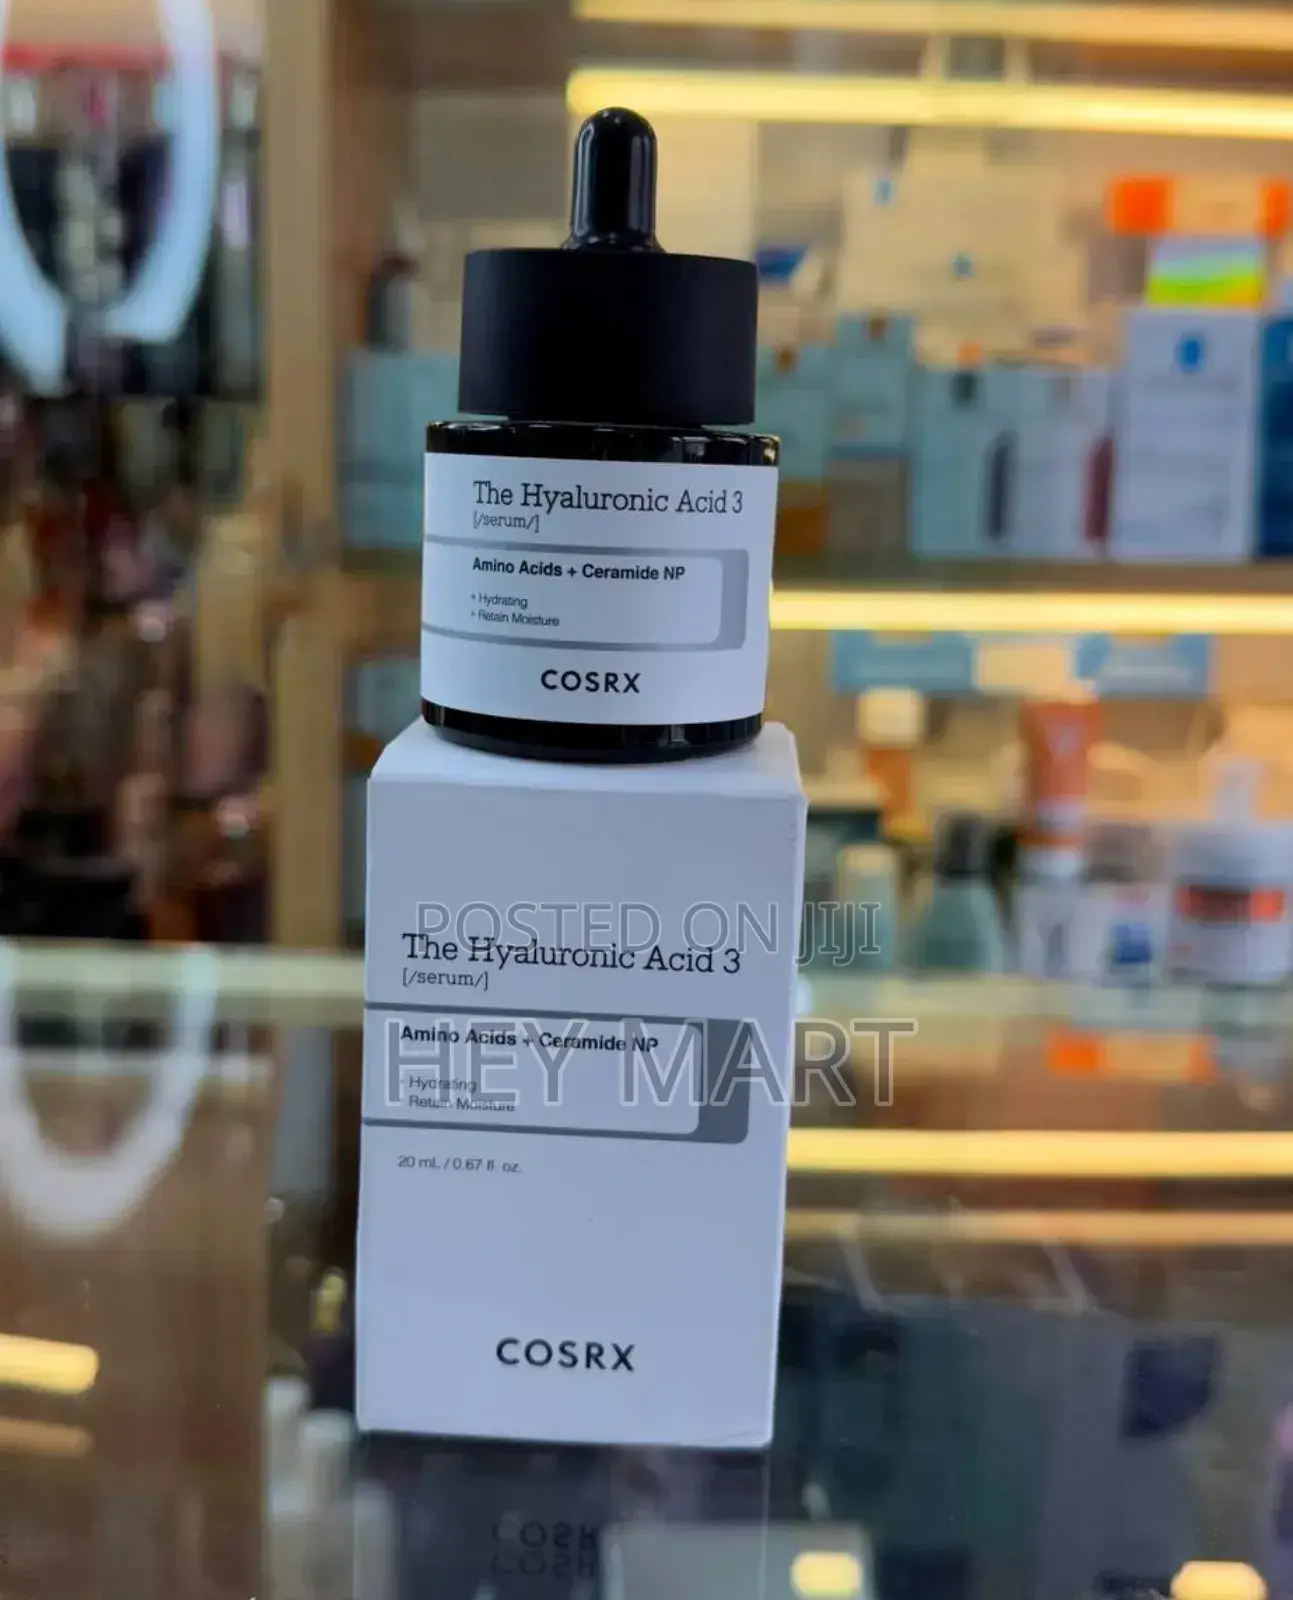 The Hyaluronic Acid 3
[/serum/]
Amino Acids + Ceramide NP
• Hydrating
• Retain Moisture
COSRX
POSTED ON JIJI
The Hyaluronic Acid 3
[/serum/]
HEY MART
Amino Acids + Ceramide NP
• Hydrating
• Retain Moisture
20 mL / 0.67 fl. oz.
COSRX